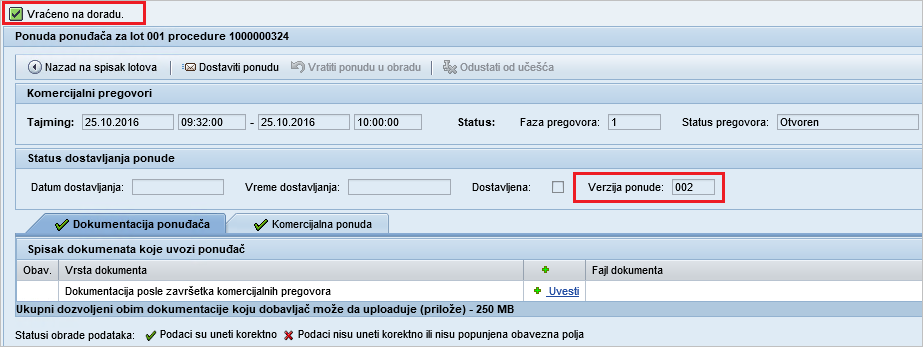 Vraćeno na doradu.
Ponuda ponuđača za lot 001 procedure 1000000324
Nazad na spisak lotova Dostaviti ponudu Vratiti ponudu u obradu Odustati od učešća
Komercijalni pregovori
Tajming: 25.10.2016 09:32:00 - 25.10.2016 10:00:00 Status: Faza pregovora: 1 Status pregovora: Otvoren
Status dostavljanja ponude
Datum dostavljanja: Vreme dostavljanja: Dostavljena: Verzija ponude: 002
Dokumentacija ponuđača Komercijalna ponuda
Spisak dokumenata koje uvozi ponuđač
Obav. Vrsta dokumenta Fajl dokumenta
Dokumentacija posle završetka komercijalnih pregovora Uvesti
Ukupni dozvoljeni obim dokumentacije koju dobavljač može da uploaduje (prilože) - 250 MB
Statusi obrade podataka: Podaci su uneti korektno Podaci nisu uneti korektno ili nisu popunjena obavezna polja